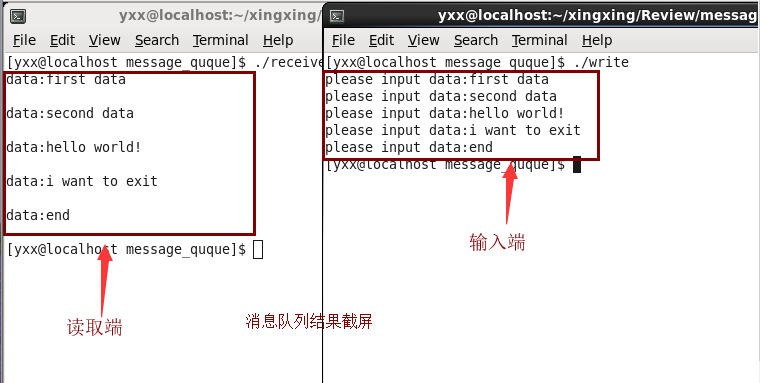 yxx@localhost:~/xingxing/
File Edit View Search Terminal Help
[yxx@localhost message_quque]$ ./receive
data:first data
data:second data
data:hello world!
data:i want to exit
data:end
[yxx@localhost message_quque]$
读取端
yxx@localhost:~/xingxing/Review/messag
File Edit View Search Terminal Help
[yxx@localhost message_quque]$ ./write
please input data:first data
please input data:second data
please input data:hello world!
please input data:i want to exit
please input data:end
[yxx@localhost message_quque]$
输入端
消息队列结果截屏